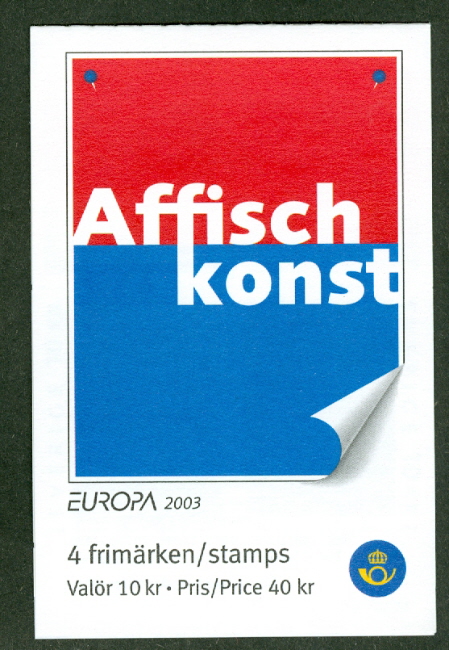 Affisch
konst
EUROPA 2003
4 frimärken/stamps
Valör 10 kr • Pris/Price 40 kr